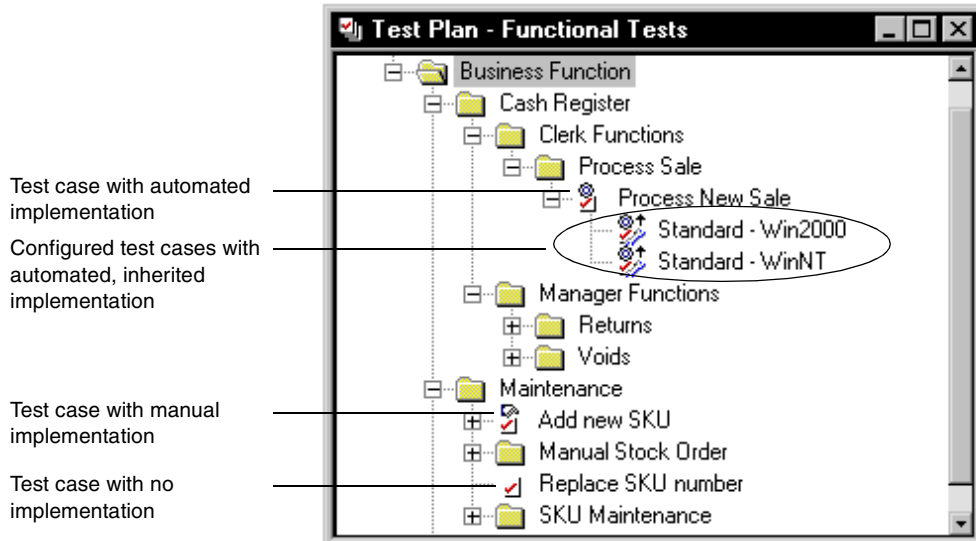 Test Plan - Functional Tests
Business Function
Cash Register
Clerk Functions
Process Sale
Test case with automated
implementation
Process New Sale
Configured test cases with
automated, inherited
implementation
Standard - Win2000
Standard - WinNT
Manager Functions
Returns
Voids
Maintenance
Test case with manual
implementation
Add new SKU
Manual Stock Order
Test case with no
implementation
Replace SKU number
SKU Maintenance